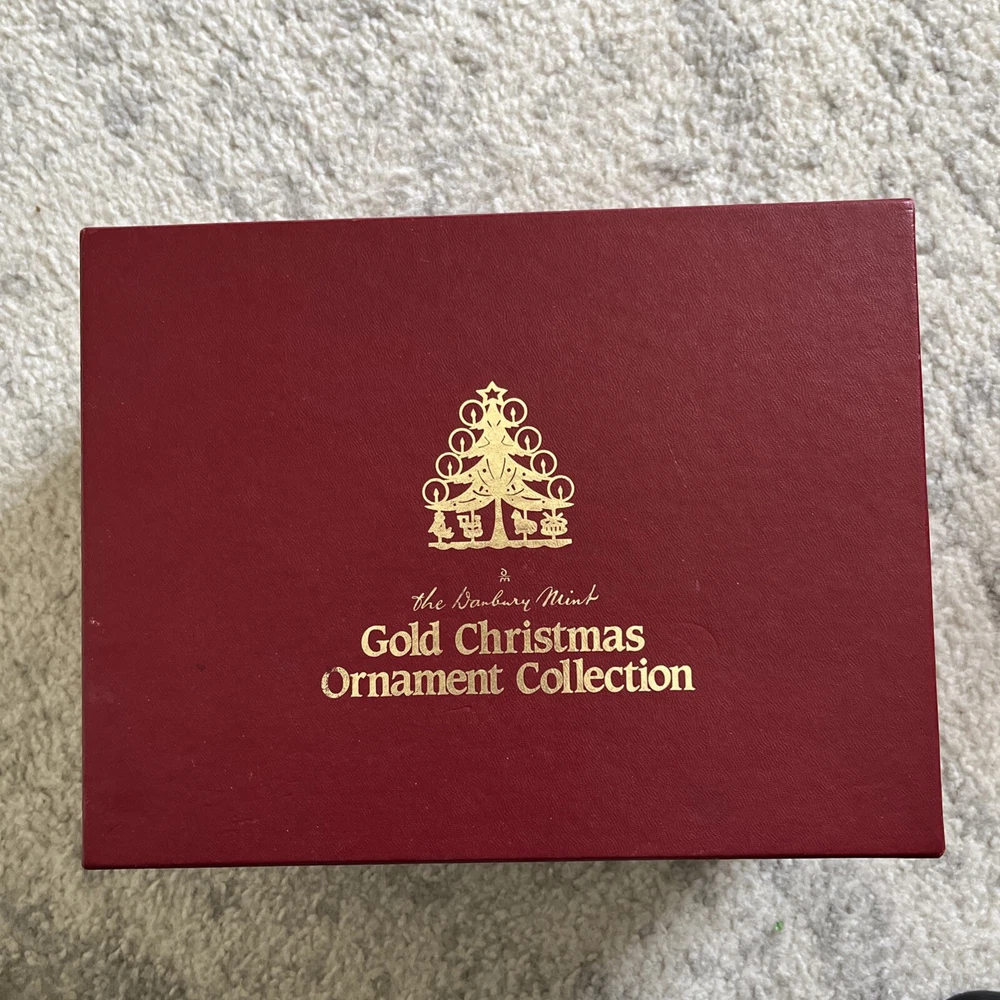 the Danbury Mint
Gold Christmas
Ornament Collection